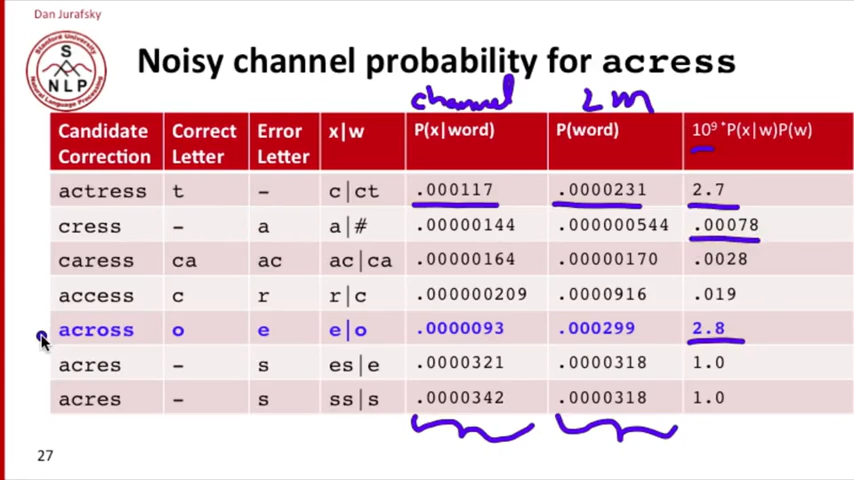 Dan Jurafsky
Stanford University
S
NLP
Natural Language Processing
Noisy channel probability for acress
channel LM
Candidate Correction Correct Letter Error Letter x|w P(x|word) P(word) 10⁹ *P(x|w)P(w)
actress t - c|ct .000117 .0000231 2.7
cress - a a|# .00000144 .000000544 .00078
caress ca ac ac|ca .00000164 .00000170 .0028
access c r r|c .000000209 .0000916 .019
across o e e|o .0000093 .000299 2.8
acres - s es|e .0000321 .0000318 1.0
acres - s ss|s .0000342 .0000318 1.0
27